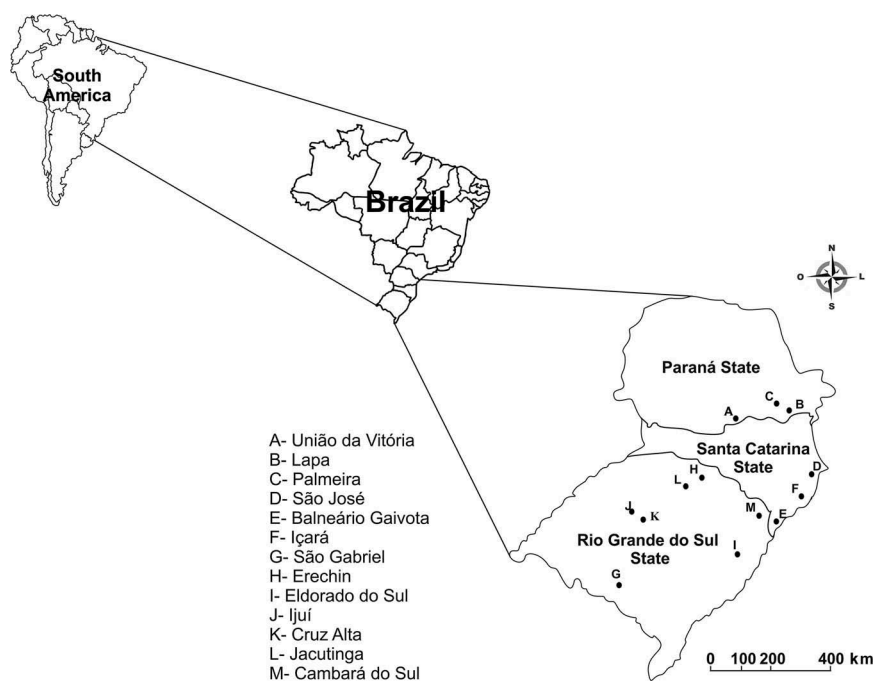 South
America
Brazil
N
O L
S
Paraná State
C
B
A
Santa Catarina
State
D
H
L
F
J
K
M
E
Rio Grande do Sul
State
I
G
A- União da Vitória
B- Lapa
C- Palmeira
D- São José
E- Balneário Gaivota
F- Içará
G- São Gabriel
H- Erechin
I- Eldorado do Sul
J- Ijuí
K- Cruz Alta
L- Jacutinga
M- Cambará do Sul
0 100 200 400 km